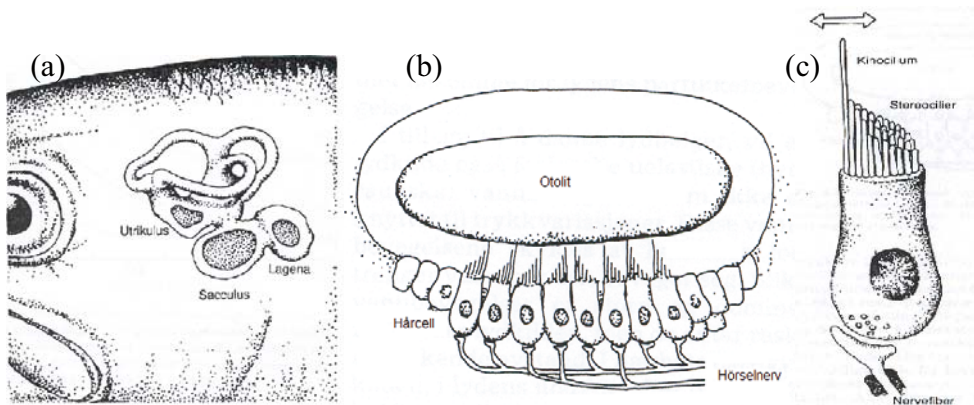 (a)
Utrikulus
Lagena
Sacculus
(b)
Otolit
Hårcell
Hörselnerv
(c)
Kinocilium
Stereocilier
Nervefiber